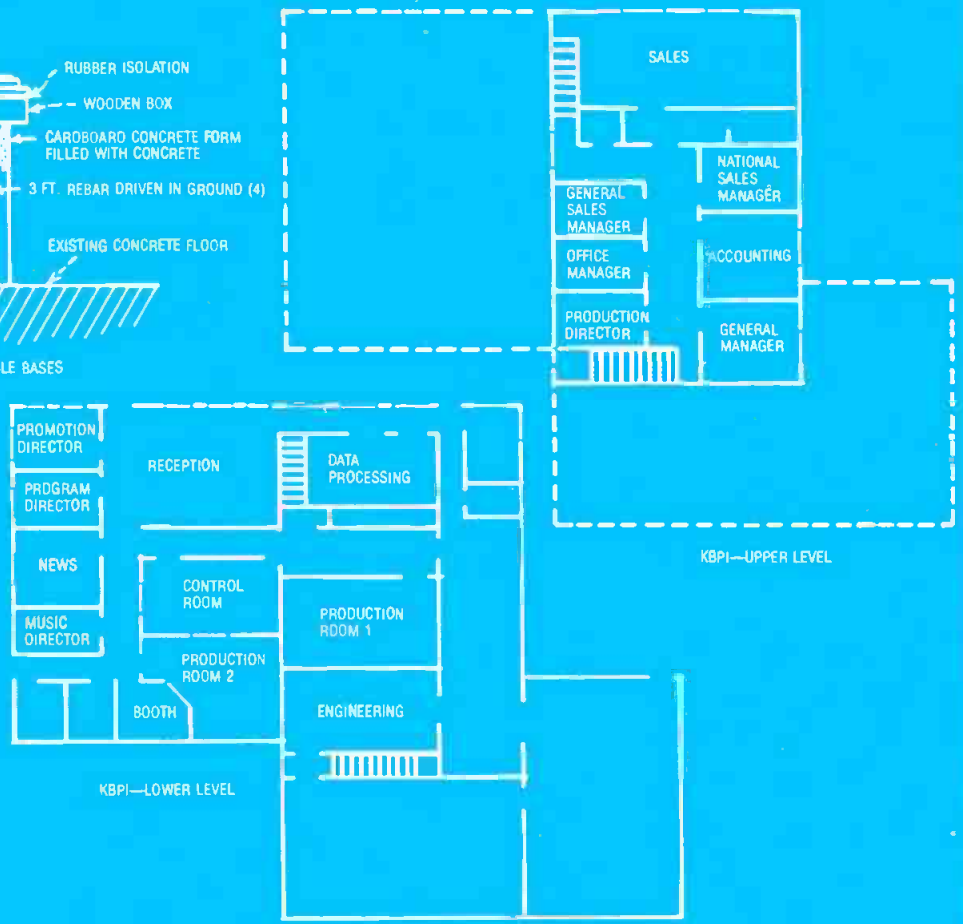 RUBBER ISOLATION
WOODEN BOX
CARDBOARD CONCRETE FORM
FILLED WITH CONCRETE
3 FT. REBAR DRIVEN IN GROUND (4)
EXISTING CONCRETE FLOOR
BASES
SALES
NATIONAL
SALES
MANAGER
GENERAL
SALES
MANAGER
OFFICE
MANAGER
ACCOUNTING
PRODUCTION
DIRECTOR
GENERAL
MANAGER
KBPI—UPPER LEVEL
PROMOTION
DIRECTOR
RECEPTION
DATA
PROCESSING
PROGRAM
DIRECTOR
NEWS
CONTROL
ROOM
MUSIC
DIRECTOR
PRODUCTION
ROOM 1
PRODUCTION
ROOM 2
BOOTH
ENGINEERING
KBPI—LOWER LEVEL